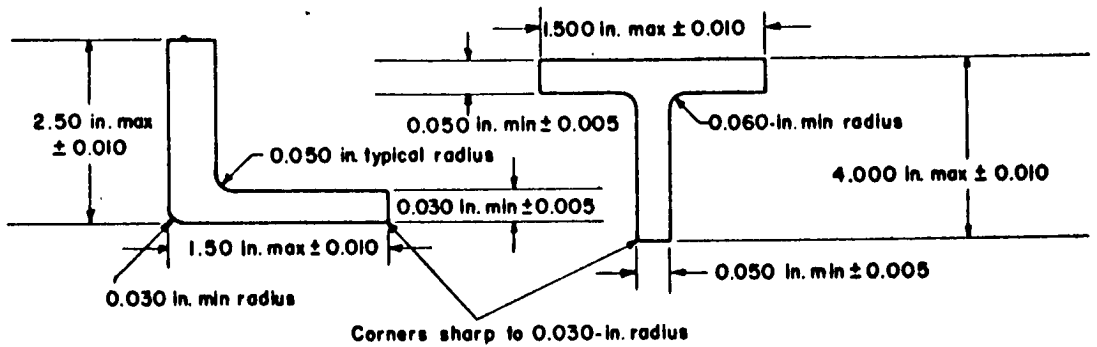 1.500 in. max ± 0.010
2.50 in. max
± 0.010
0.050 in. min ± 0.005
0.060-in. min radius
0.050 in. typical radius
4.000 in. max ± 0.010
0.030 in. min ± 0.005
1.50 in. max ± 0.010
0.050 in. min ± 0.005
0.030 in. min radius
Corners sharp to 0.030-in. radius